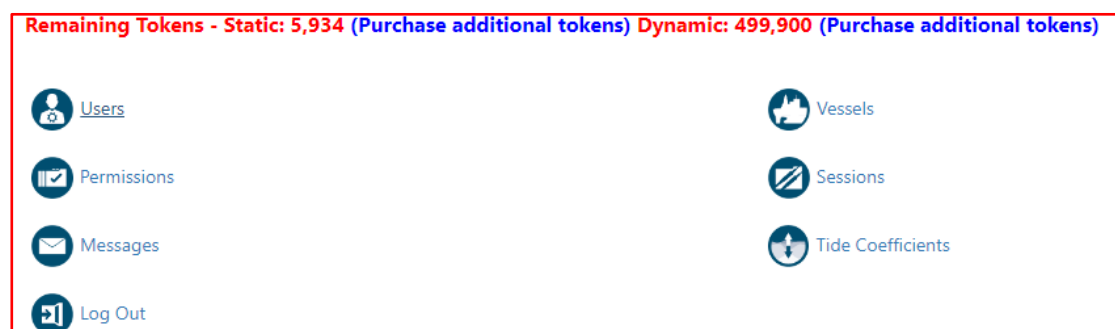 Remaining Tokens - Static: 5,934 (Purchase additional tokens) Dynamic: 499,900 (Purchase additional tokens)
Users
Vessels
Permissions
Sessions
Messages
Tide Coefficients
Log Out